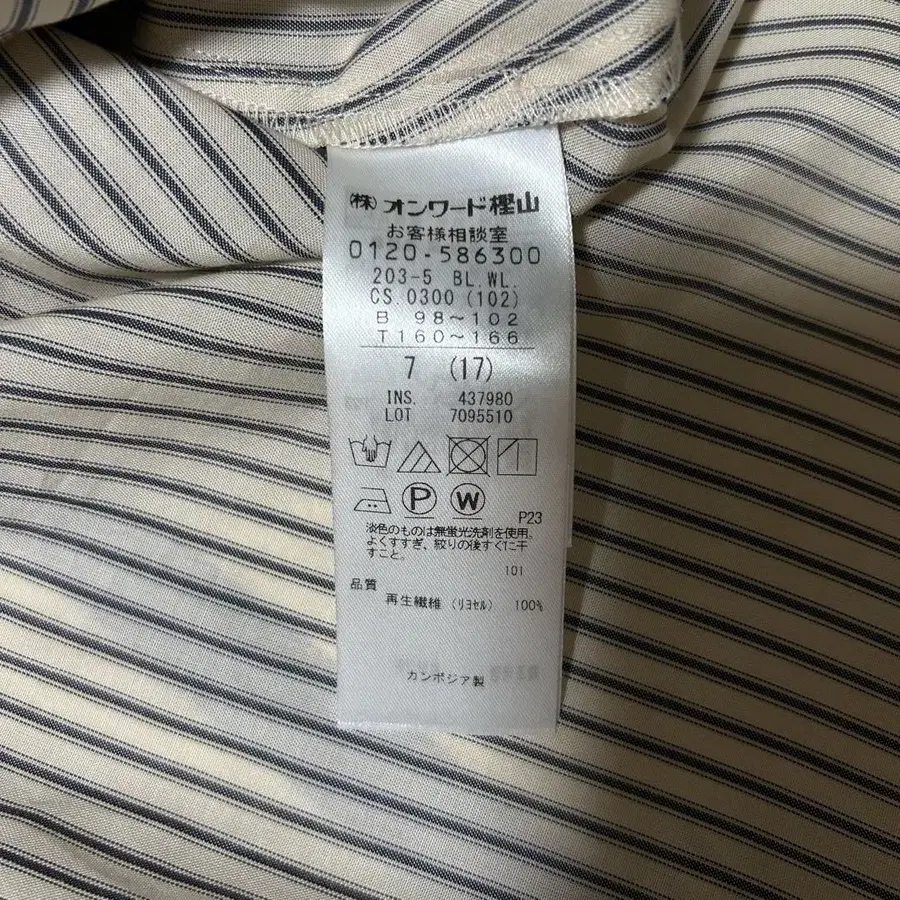 ㈱オンワード樫山
お客様相談室
0120-586300
203-5 BL.WL.
CS.0300 (102)
B 98～102
T160～166
7 (17)
INS. 437980
LOT 7095510
P W
P23
淡色のものは無蛍光洗剤を使用。
よくすすぎ、絞りの後すぐに干
すこと。
101
品質
再生繊維 (ﾘﾖｾﾙ) 100%
カンボジア製